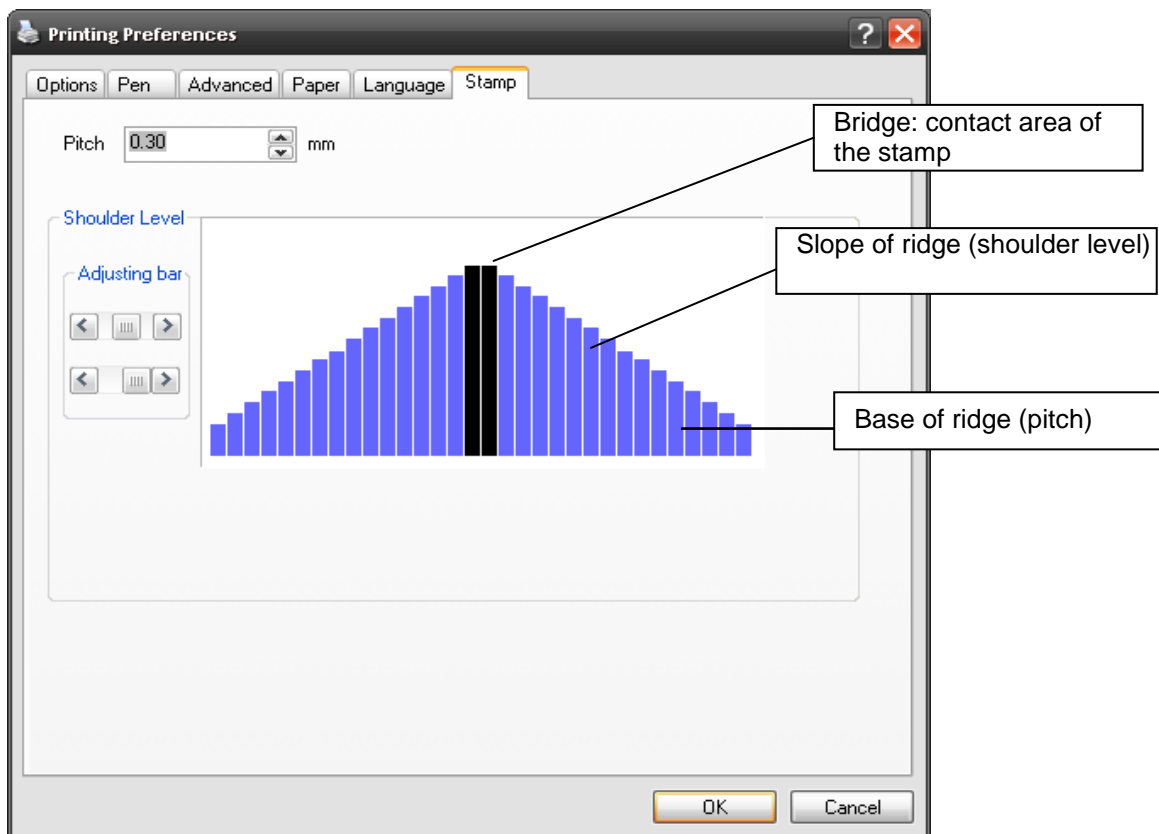 Printing Preferences
Options Pen Advanced Paper Language Stamp
Pitch 0.30 mm
Bridge: contact area of
the stamp
Shoulder Level
Slope of ridge (shoulder level)
Adjusting bar
Base of ridge (pitch)
OK Cancel